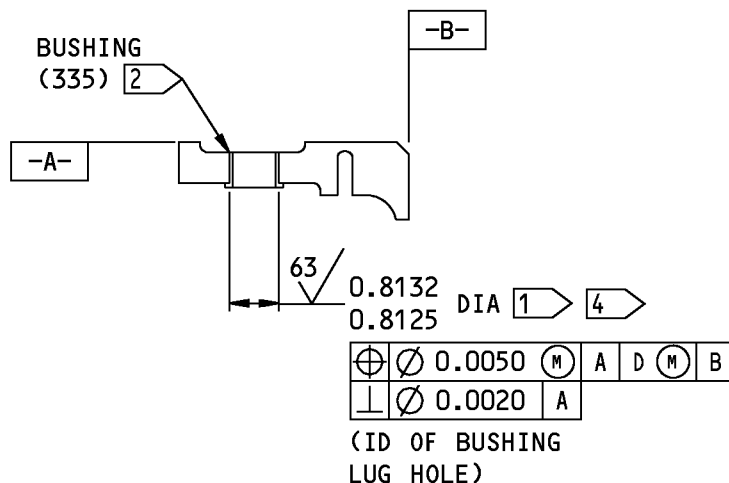 BUSHING
(335) 2
-B-
-A-
63
0.8132
0.8125
DIA 1 4
⌖ ⌀ 0.0050 Ⓜ A D Ⓜ B
⊥ ⌀ 0.0020 A
(ID OF BUSHING
LUG HOLE)